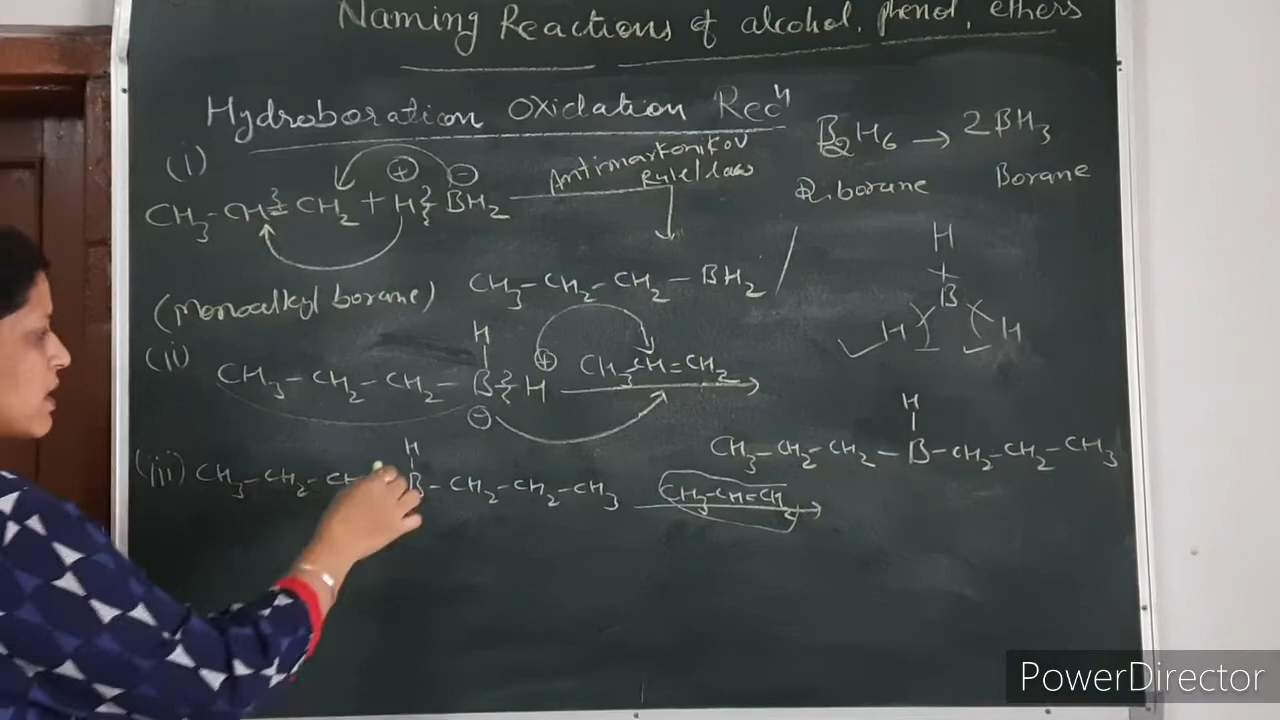 Naming Reactions of alcohol, phenol, ethers
Hydroboration Oxidation Recⁿ
B2H6 → 2BH3
Diborane Borane
(i)
CH3-CH=CH2 + H BH2
⊕ ⊖
Antimarkonikov
Rule/law
CH3-CH2-CH2-BH2
(monoalkyl borane)
H
B
H H
(ii)
H
CH3-CH2-CH2-B H
⊕
⊖
CH3CH=CH2 →
H
CH3-CH2-CH2-B-CH2-CH2-CH3
(iii)
H
CH3-CH2-CH B-CH2-CH2-CH3
CH3-CH=CH2 →
PowerDirector